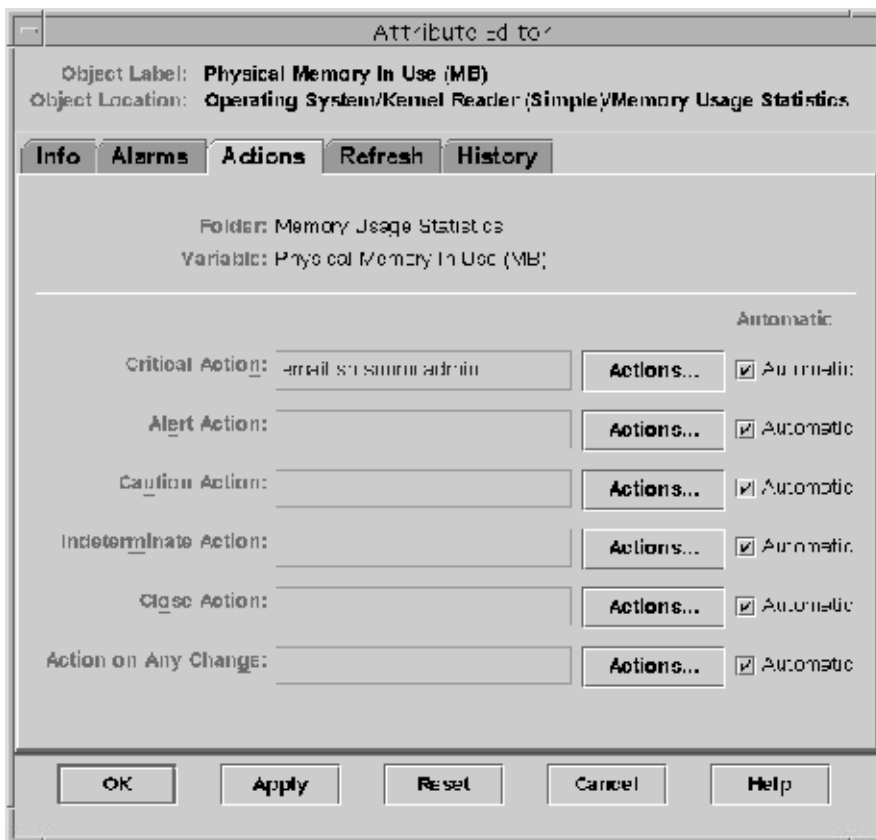 Attribute Editor
Object Label: Physical Memory In Use (MB)
Object Location: Operating System/Kernel Reader (Simple)/Memory Usage Statistics
Info Alarms Actions Refresh History
Folder: Memory Usage Statistics
Variable: Physical Memory In Use (MB)
Automatic
Critical Action: email.sh Actions... Automatic
Alert Action: Actions... Automatic
Caution Action: Actions... Automatic
Indeterminate Action: Actions... Automatic
Close Action: Actions... Automatic
Action on Any Change: Actions... Automatic
OK Apply Reset Cancel Help